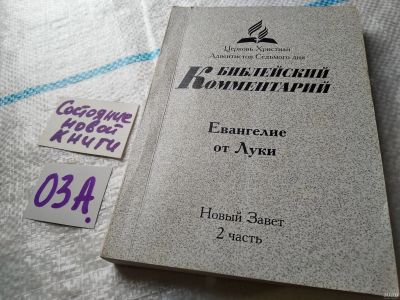 Церковь Христиан
Адвентистов Седьмого дня
БИБЛЕЙСКИЙ
КОММЕНТАРИЙ
Евангелие
от Луки
Новый Завет
2 часть
Состояние
новой
книги
03А.